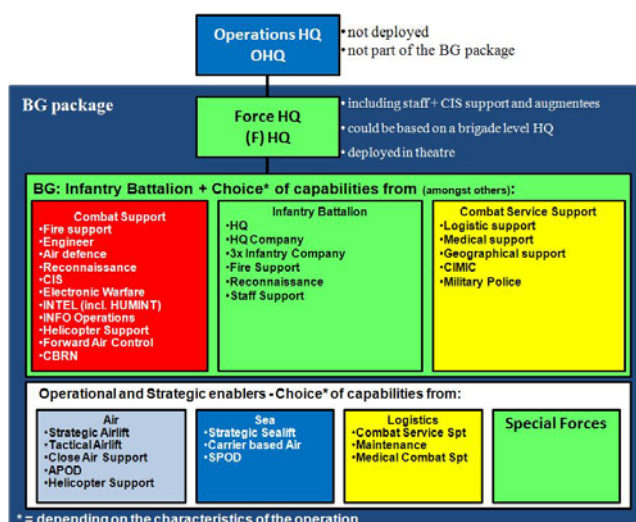 Operations HQ
OHQ
•not deployed
•not part of the BG package
BG package
Force HQ
(F) HQ
•including staff + CIS support and augmentees
•could be based on a brigade level HQ
•deployed in theatre
BG: Infantry Battalion + Choice* of capabilities from (amongst others):
Combat Support
•Fire support
•Engineer
•Air defence
•Reconnaissance
•CIS
•Electronic Warfare
•INTEL (incl. HUMINT)
•INFO Operations
•Helicopter Support
•Forward Air Control
•CBRN
Infantry Battalion
•HQ
•HQ Company
•3x Infantry Company
•Fire Support
•Reconnaissance
•Staff Support
Combat Service Support
•Logistic support
•Medical support
•Geographical support
•CIMIC
•Military Police
Operational and Strategic enablers - Choice* of capabilities from:
Air
•Strategic Airlift
•Tactical Airlift
•Close Air Support
•APOD
•Helicopter Support
Sea
•Strategic Sealift
•Carrier based Air
•SPOD
Logistics
•Combat Service Spt
•Maintenance
•Medical Combat Spt
Special Forces
* = depending on the characteristics of the operation